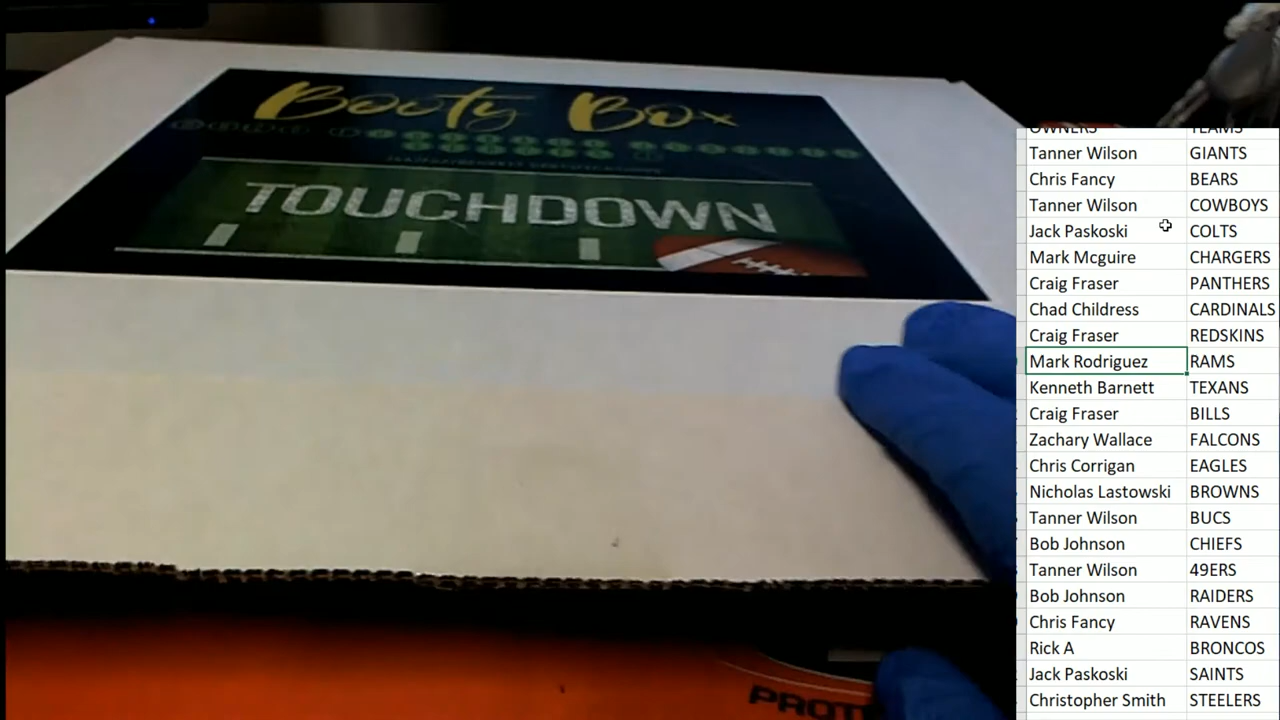 Booty Box
TOUCHDOWN
PROT
OWNERS TEAMS
Tanner Wilson GIANTS
Chris Fancy BEARS
Tanner Wilson COWBOYS
Jack Paskoski COLTS
Mark Mcguire CHARGERS
Craig Fraser PANTHERS
Chad Childress CARDINALS
Craig Fraser REDSKINS
Mark Rodriguez RAMS
Kenneth Barnett TEXANS
Craig Fraser BILLS
Zachary Wallace FALCONS
Chris Corrigan EAGLES
Nicholas Lastowski BROWNS
Tanner Wilson BUCS
Bob Johnson CHIEFS
Tanner Wilson 49ERS
Bob Johnson RAIDERS
Chris Fancy RAVENS
Rick A BRONCOS
Jack Paskoski SAINTS
Christopher Smith STEELERS